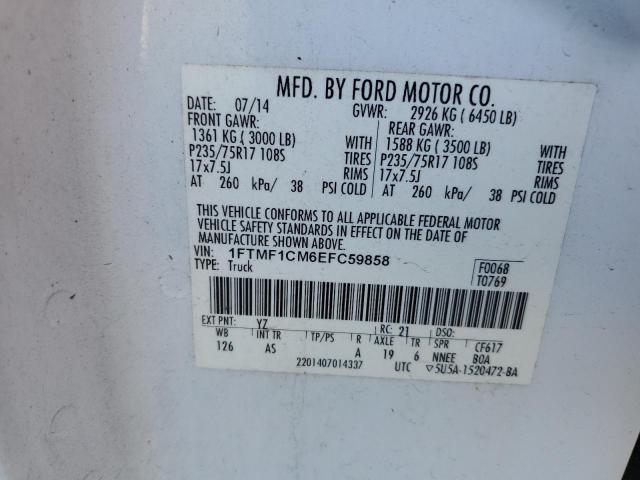 MFD. BY FORD MOTOR CO.
DATE: 07/14 GVWR: 2926 KG ( 6450 LB)
FRONT GAWR: REAR GAWR:
1361 KG ( 3000 LB) WITH 1588 KG ( 3500 LB) WITH
P235/75R17 108S TIRES P235/75R17 108S TIRES
17x7.5J RIMS 17x7.5J RIMS
AT 260 kPa/ 38 PSI COLD AT 260 kPa/ 38 PSI COLD
THIS VEHICLE CONFORMS TO ALL APPLICABLE FEDERAL MOTOR
VEHICLE SAFETY STANDARDS IN EFFECT ON THE DATE OF
MANUFACTURE SHOWN ABOVE.
VIN: 1FTMF1CM6EFC59858 F0068
TYPE: Truck T0769
EXT PNT: YZ RC: 21 DSO:
WB INT TR TP/PS R AXLE TR SPR CF617
126 AS A 19 6 NNEE BOA
2201407014337 UTC ▽5U5A-1520472-BA